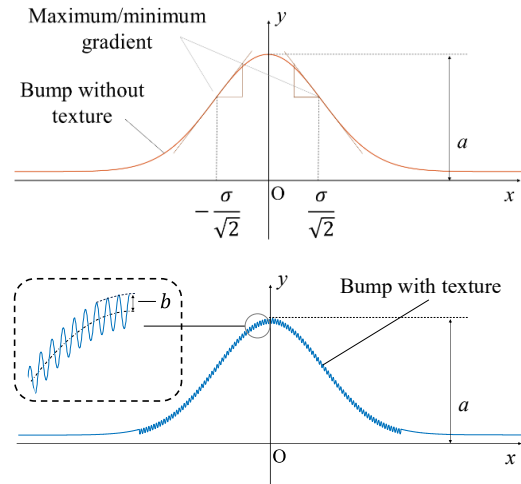 y
Maximum/minimum
gradient
Bump without
texture
a
O
x
−σ/√2
σ/√2
y
Bump with texture
b
a
O
x